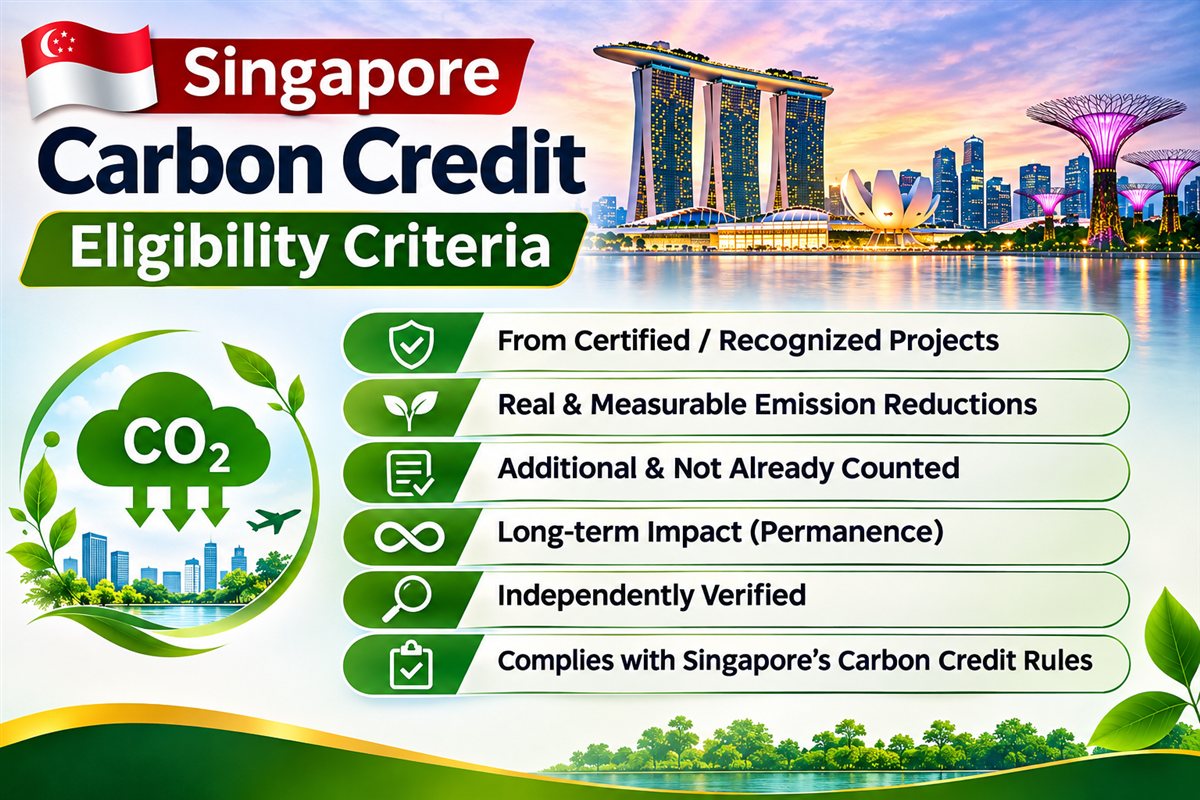 Singapore
Carbon Credit
Eligibility Criteria
CO₂
From Certified / Recognized Projects
Real & Measurable Emission Reductions
Additional & Not Already Counted
Long-term Impact (Permanence)
Independently Verified
Complies with Singapore’s Carbon Credit Rules